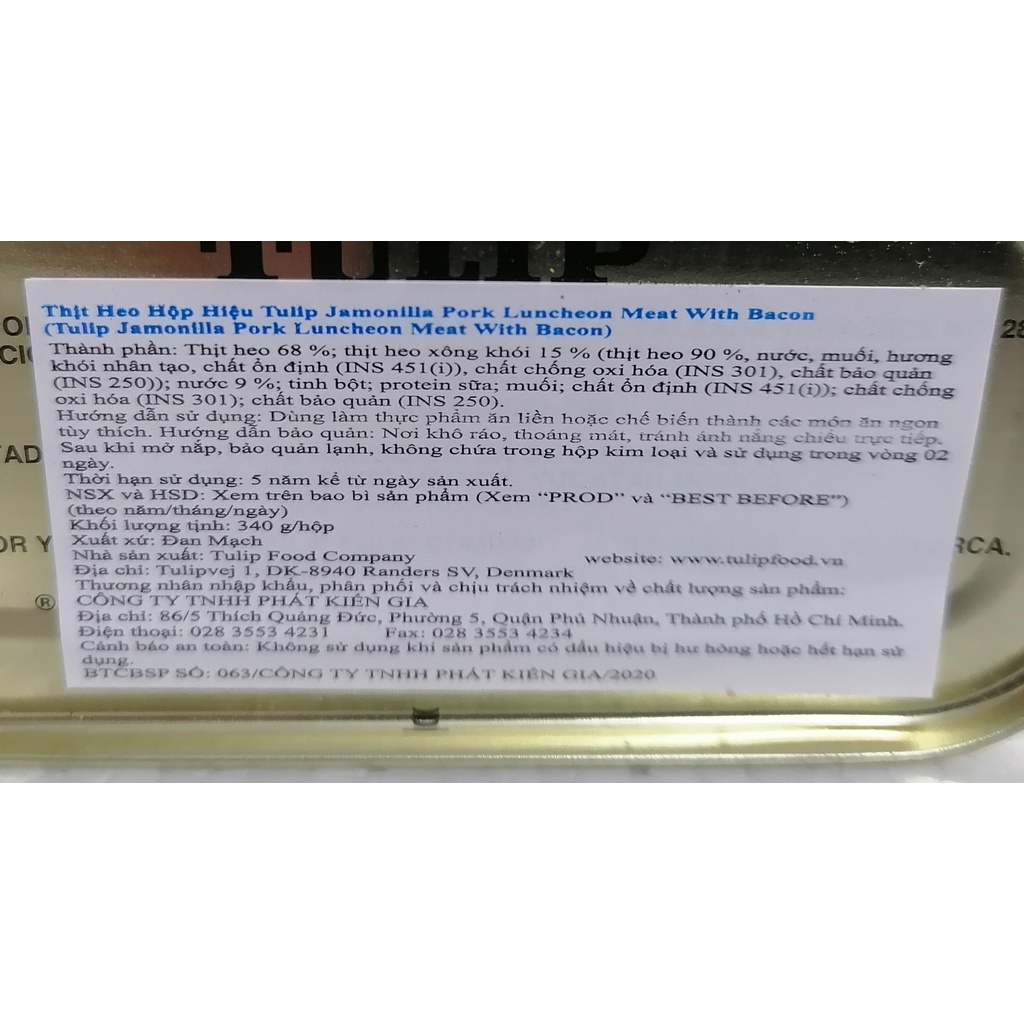 TULIP
Thịt Heo Hộp Hiệu Tulip Jamonilla Pork Luncheon Meat With Bacon
(Tulip Jamonilla Pork Luncheon Meat With Bacon)
Thành phần: Thịt heo 68 %; thịt heo xông khói 15 % (thịt heo 90 %, nước, muối, hương
khói nhân tạo, chất ổn định (INS 451(i)), chất chống oxi hóa (INS 301), chất bảo quản
(INS 250)); nước 9 %; tinh bột; protein sữa; muối; chất ổn định (INS 451(i)); chất chống
oxi hóa (INS 301); chất bảo quản (INS 250).
Hướng dẫn sử dụng: Dùng làm thực phẩm ăn liền hoặc chế biến thành các món ăn ngon
tùy thích. Hướng dẫn bảo quản: Nơi khô ráo, thoáng mát, tránh ánh nắng chiếu trực tiếp.
Sau khi mở nắp, bảo quản lạnh, không chứa trong hộp kim loại và sử dụng trong vòng 02
ngày.
Thời hạn sử dụng: 5 năm kể từ ngày sản xuất.
NSX và HSD: Xem trên bao bì sản phẩm (Xem “PROD” và “BEST BEFORE”)
(theo năm/tháng/ngày)
Khối lượng tịnh: 340 g/hộp
Xuất xứ: Đan Mạch
Nhà sản xuất: Tulip Food Company website: www.tulipfood.vn
Địa chỉ: Tulipvej 1, DK-8940 Randers SV, Denmark
Thương nhân nhập khẩu, phân phối và chịu trách nhiệm về chất lượng sản phẩm:
CÔNG TY TNHH PHÁT KIẾN GIA
Địa chỉ: 86/5 Thích Quảng Đức, Phường 5, Quận Phú Nhuận, Thành phố Hồ Chí Minh.
Điện thoại: 028 3553 4231 Fax: 028 3553 4234
Cảnh báo an toàn: Không sử dụng khi sản phẩm có dấu hiệu bị hư hỏng hoặc hết hạn sử
dụng.
BTCBSP SỐ: 063/CÔNG TY TNHH PHÁT KIẾN GIA/2020